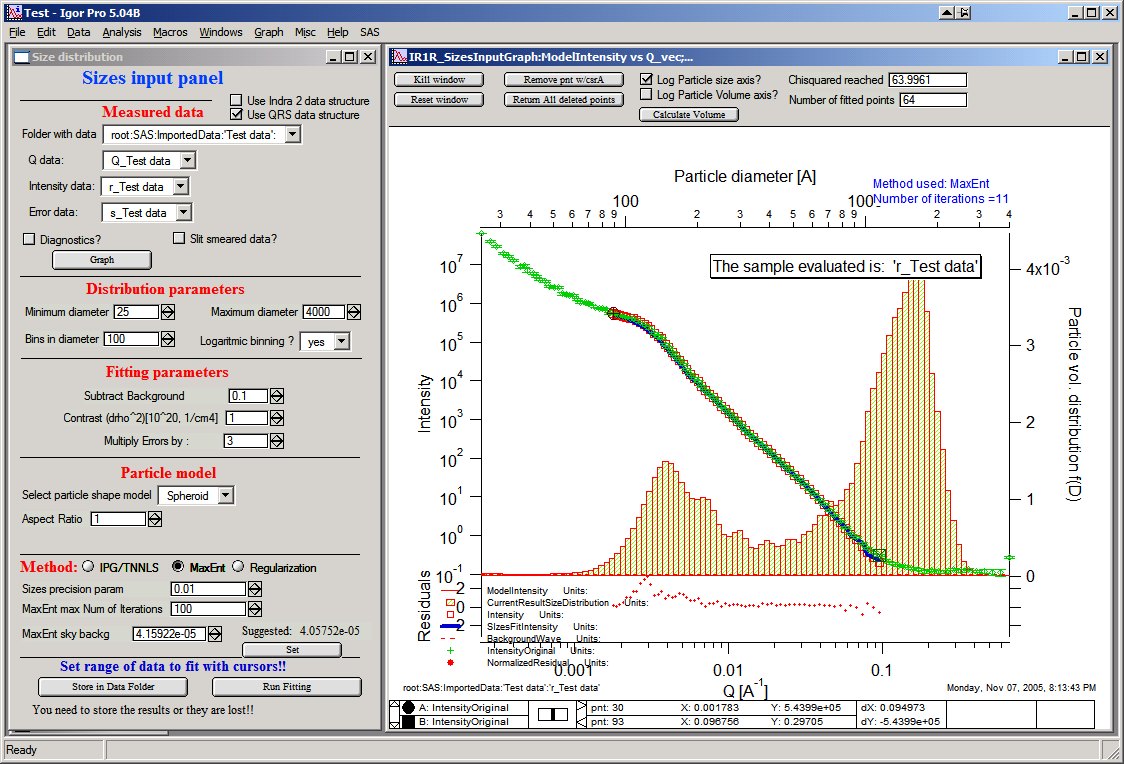 Test - Igor Pro 5.04B
File Edit Data Analysis Macros Windows Graph Misc Help SAS
Size distribution
Sizes input panel
Use Indra 2 data structure
Measured data
Use QRS data structure
Folder with data root:SAS:ImportedData:'Test data':
Q data: Q_Test data
Intensity data: r_Test data
Error data: s_Test data
Diagnostics? Slit smeared data?
Graph
Distribution parameters
Minimum diameter 25 Maximum diameter 4000
Bins in diameter 100 Logaritmic binning ? yes
Fitting parameters
Subtract Background 0.1
Contrast (drho^2)[10^20, 1/cm4] 1
Multiply Errors by : 3
Particle model
Select particle shape model Spheroid
Aspect Ratio 1
Method: IPG/TNNLS MaxEnt Regularization
Sizes precision param 0.01
MaxEnt max Num of Iterations 100
MaxEnt sky backg 4.15922e-05 Suggested: 4.05752e-05
Set
Set range of data to fit with cursors!!
Store in Data Folder Run Fitting
You need to store the results or they are lost!!
IR1R_SizesInputGraph:ModelIntensity vs Q_vec;...
Kill window Remove pnt w/csrA Log Particle size axis? Chisquared reached 63.9961
Reset window Return All deleted points Log Particle Volume axis? Number of fitted points 64
Calculate Volume
Particle diameter [A]
Method used: MaxEnt
Number of iterations =11
100 100
3 4 5 6 7 8 9 2 3 4 5 6 7 8 9 2 3 4
The sample evaluated is: 'r_Test data'
10^7
10^6
10^5
10^4
10^3
10^2
10^1
10^0
10^-1
Intensity
4x10^-3
3
2
1
0
Particle vol. distribution f(D)
2
0
2
Residuals
ModelIntensity Units:
CurrentResultSizeDistribution Units:
Intensity Units:
SizesFitIntensity Units:
BackgroundWave Units:
IntensityOriginal Units:
NormalizedResidual Units:
0.001 0.01 0.1
Q [A^-1]
root:SAS:ImportedData:'Test data':'r_Test data'
Monday, Nov 07, 2005, 8:13:43 PM
A: IntensityOriginal pnt: 30 X: 0.001783 Y: 5.4399e+05 dX: 0.094973
B: IntensityOriginal pnt: 93 X: 0.096756 Y: 0.29705 dY: -5.4399e+05
Ready